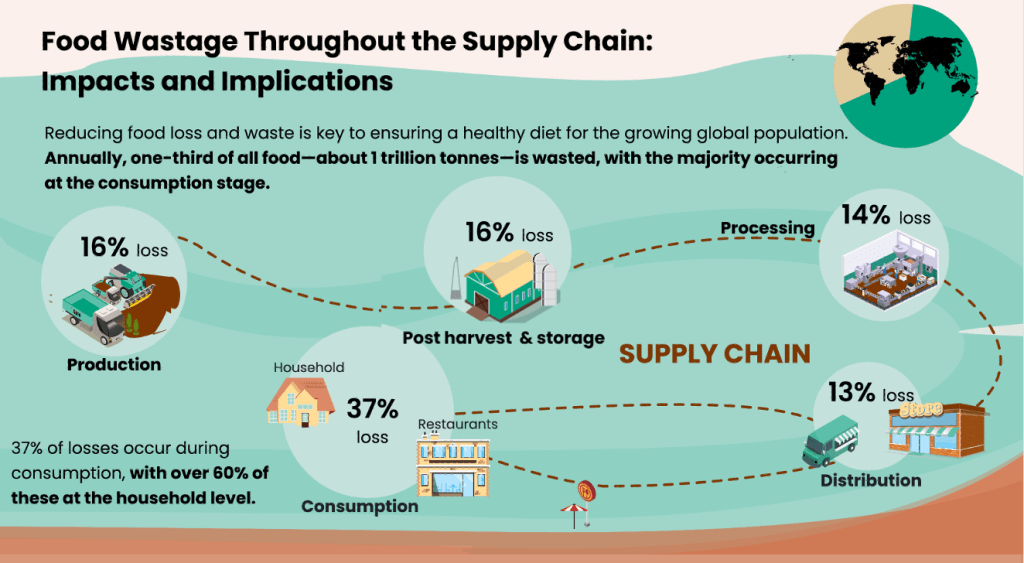 Food Wastage Throughout the Supply Chain:
Impacts and Implications
Reducing food loss and waste is key to ensuring a healthy diet for the growing global population.
Annually, one-third of all food—about 1 trillion tonnes—is wasted, with the majority occurring
at the consumption stage.
16% loss
Production
16% loss
Post harvest & storage
Processing
14% loss
SUPPLY CHAIN
13% loss
Store
Distribution
Household
37%
loss
Restaurants
Consumption
37% of losses occur during
consumption, with over 60% of
these at the household level.